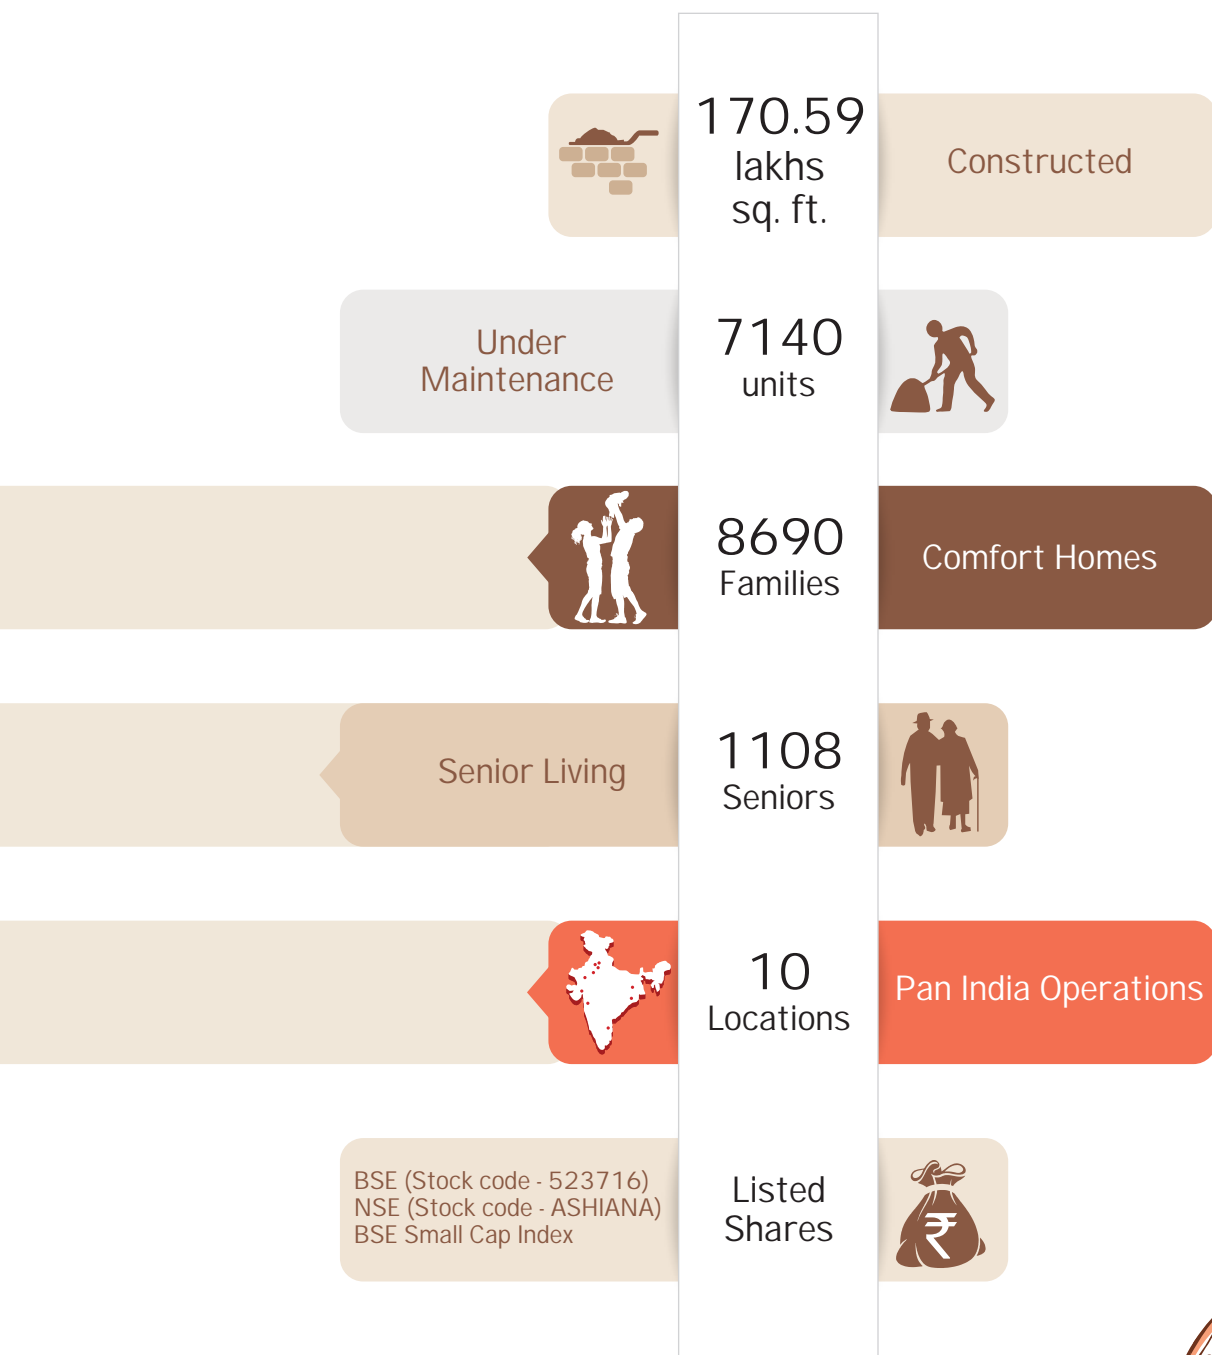 170.59
lakhs
sq. ft.
Constructed
Under
Maintenance
7140
units
8690
Families
Comfort Homes
Senior Living
1108
Seniors
10
Locations
Pan India Operations
BSE (Stock code - 523716)
NSE (Stock code - ASHIANA)
BSE Small Cap Index
Listed
Shares
₹